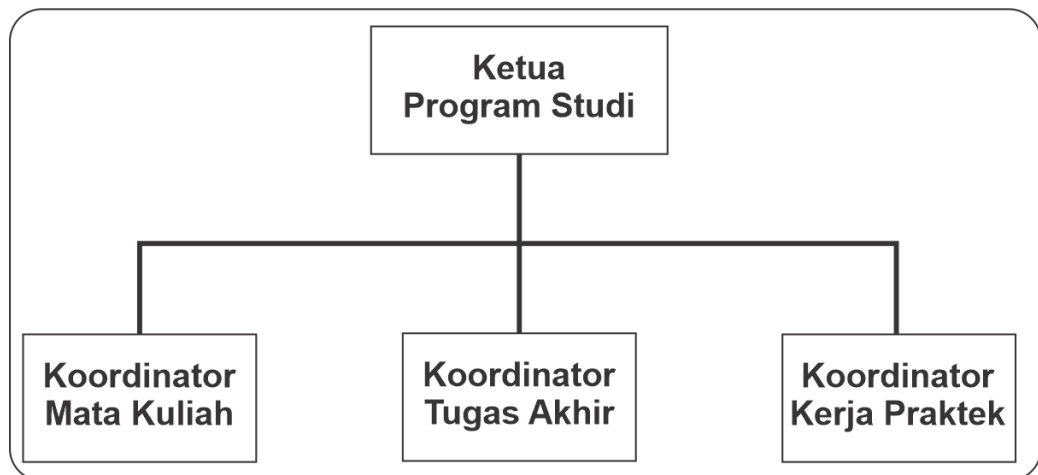 Ketua
Program Studi
Koordinator
Mata Kuliah
Koordinator
Tugas Akhir
Koordinator
Kerja Praktek